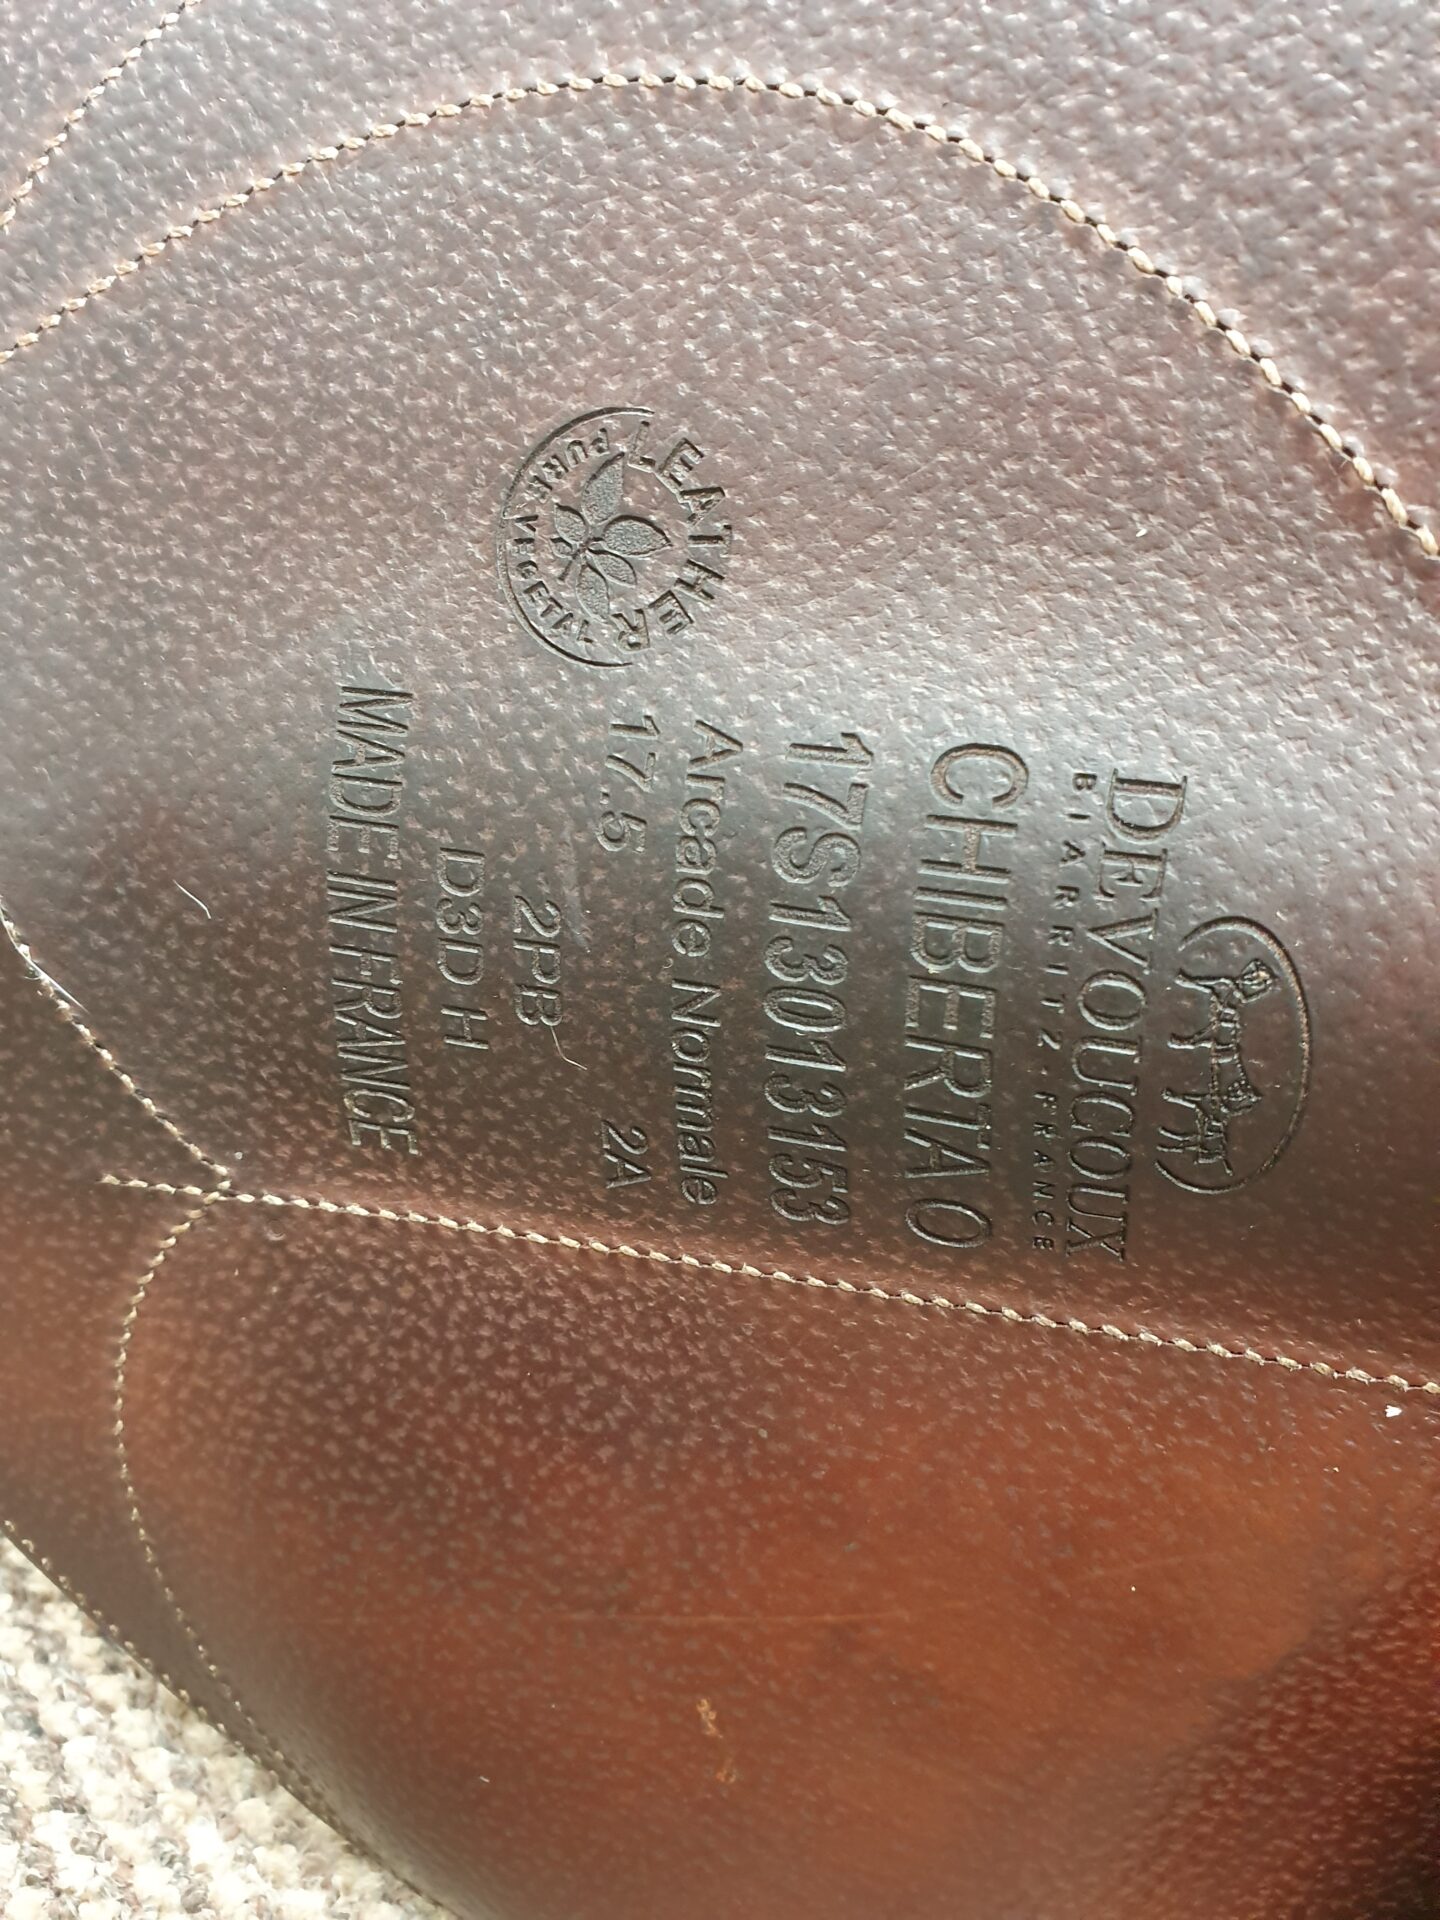 DEVOUCOUX
BIARRITZ FRANCE
CHIBERTA O
17S13013153
Arcade Normale
17.5 2A
2PB
D3D H
MADE IN FRANCE
LEATHER
PURE VEGETAL